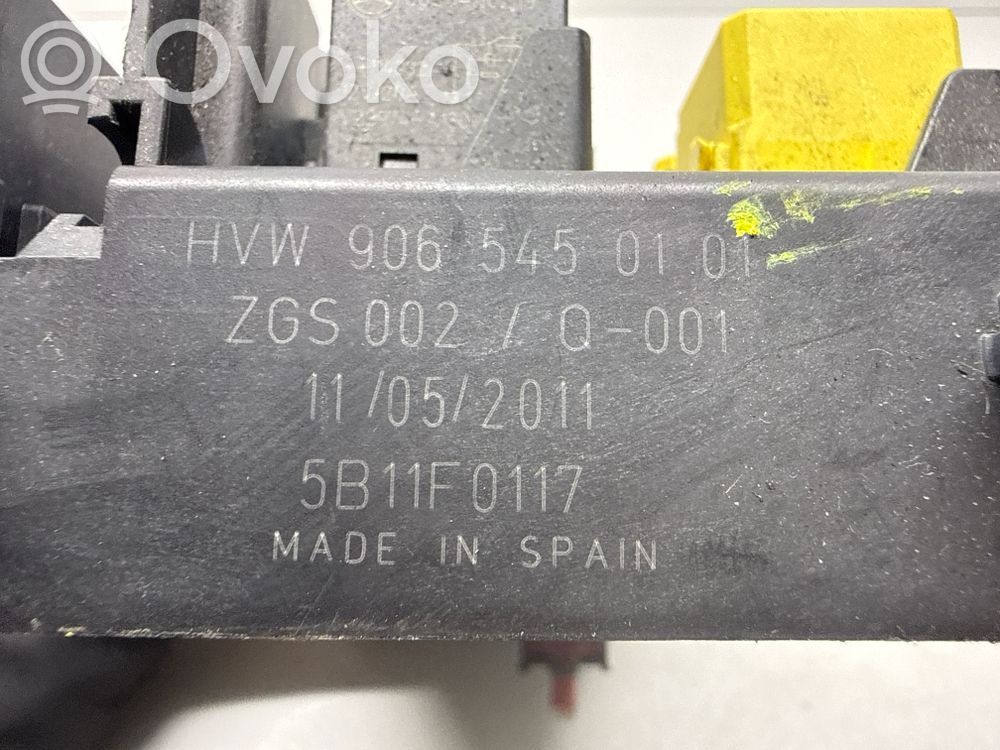 Ovoko
HVW 906 545 01 01
ZGS 002 / Q-001
11/05/2011
5B11F0117
MADE IN SPAIN